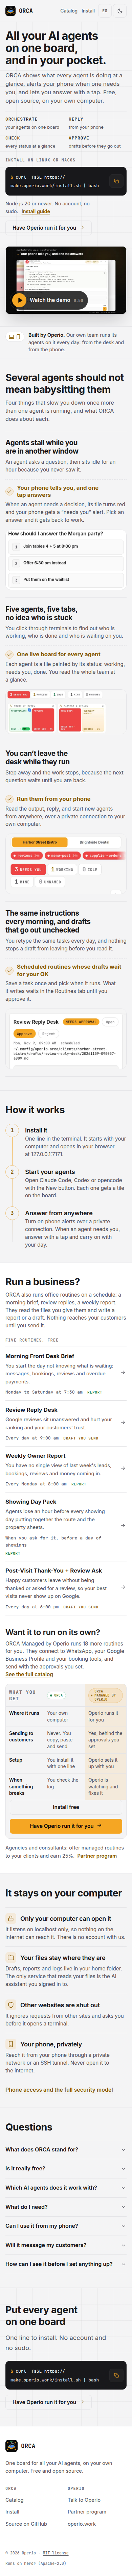 ORCA
Catalog Install ES
All your AI agents
on one board,
and in your pocket.
ORCA shows what every agent is doing at a
glance, alerts your phone when one needs
you, and lets you answer with a tap. Free,
open source, on your own computer.
ORCHESTRATE
your agents on one board
REPLY
from your phone
CHECK
every status at a glance
APPROVE
drafts before they go out
INSTALL ON LINUX OR MACOS
$ curl -fsSL https://
make.operio.work/install.sh | bash
Node.js 20 or newer. No account, no
sudo. Install guide
Have Operio run it for you →
Watch the demo 0:50
Built by Operio. Our own team runs its
agents on it every day: from the desk and
from the phone.
Several agents should not
mean babysitting them
Four things that slow you down once more
than one agent is running, and what ORCA
does about each.
Agents stall while you
are in another window
An agent asks a question, then sits idle for an
hour because you never saw it.
Your phone tells you, and one
tap answers
When an agent needs a decision, its tile turns red
and your phone gets a "needs you" alert. Pick an
answer and it gets back to work.
How should I answer the Morgan party?
1 Join tables 4 + 5 at 8:00 pm
2 Offer 6:30 pm instead
3 Put them on the waitlist
Five agents, five tabs,
no idea who is stuck
You click through terminals to find out who is
working, who is done and who is waiting on you.
One live board for every agent
Each agent is a tile painted by its status: working,
needs you, done. You read the whole team at a
glance.
You can't leave the
desk while they run
Step away and the work stops, because the next
question waits until you are back.
Run them from your phone
Read the board, reply, start new agents and
approve drafts from anywhere, over a private
connection to your own computer.
Harbor Street Bistro
Brightside Dental
reviews
menu-post
supplier-orders
3 NEEDS YOU
1 WORKING
0 IDLE
1 MINE
0 UNNAMED
The same instructions
every morning, and drafts
that go out unchecked
You retype the same tasks every day, and nothing
stops a draft from leaving before you read it.
Scheduled routines whose drafts wait
for your OK
Save a task once and pick when it runs. What it
writes waits in the Routines tab until you
approve it.
Review Reply Desk NEEDS APPROVAL Open
Approve Reject
How it works
1 Install it
One line in the terminal. It starts with your
computer and opens in your browser
at 127.0.0.1:7171.
2 Start your agents
Open Claude Code, Codex or opencode
with the New button. Each one gets a tile
on the board.
3 Answer from anywhere
Turn on phone alerts over a private
connection. When an agent needs you,
answer with a tap and carry on with
your day.
Run a business?
ORCA also runs office routines on a schedule: a
morning brief, review replies, a weekly report.
They run on your computer and leave you a
report or a draft. Nothing reaches your customers
until you send it.
FIVE ROUTINES, FREE
Morning Front Desk Brief
You start the day not knowing what is waiting:
messages, bookings, reviews and overdue
payments.
Monday to Saturday at 7:30 am REPORT
Review Reply Desk
Google reviews sit unanswered and hurt your
ranking and your customers' trust.
Every day at 9:00 am DRAFT YOU SEND
Weekly Owner Report
You have no single view of last week's leads,
bookings, reviews and money coming in.
Every Monday at 8:00 am REPORT
Showing Day Pack
Agents lose an hour before every showing
day putting together the route and the
property sheets.
When you ask for it, before a day of
showings
REPORT
Post-Visit Thank-You + Review Ask
Happy customers leave without being
thanked or asked for a review, so your best
visits never show up on Google.
Every day at 6:00 pm DRAFT YOU SEND
Want it to run on its own?
ORCA Managed by Operio runs 18 more routines
for you. They connect to WhatsApp, your Google
Business Profile and your booking tools, and
send with the approvals you set.
See the full catalog
WHAT YOU GET
ORCA
ORCA MANAGED BY OPERIO
Where it runs
Your own computer
Operio runs it for you
Sending to customers
Never. You copy, paste and send
Yes, behind the approvals you set
Setup
You install it with one line
Operio sets it up with you
When something breaks
You check the log
Operio is watching and fixes it
Install free
Have Operio run it for you →
Agencies and consultants: offer managed routines
to your clients and earn 25%. Partner program
It stays on your computer
Only your computer can open it
It listens on localhost only, so nothing on the
internet can reach it. There is no account with us.
Your files stay where they are
Drafts, reports and logs live in your home folder.
The only service that reads your files is the AI
assistant you signed in to.
Other websites are shut out
It ignores requests from other sites and asks you
before it opens a terminal.
Your phone, privately
Reach it from your phone through a private
network or an SSH tunnel. Never open it to
the internet.
Phone access and the full security model
Questions
What does ORCA stand for?
Is it really free?
Which AI agents does it work with?
What do I need?
Can I use it from my phone?
Will it message my customers?
How can I see it before I set anything up?
Put every agent
on one board
One line to install. No account and
no sudo.
$ curl -fsSL https://
make.operio.work/install.sh | bash
Have Operio run it for you →
ORCA
One board for all your AI agents, on your own
computer. Free and open source.
ORCA
Catalog
Install
Source on GitHub
OPERIO
Talk to Operio
Partner program
operio.work
© 2026 Operio · MIT license
Runs on herdr (Apache-2.0)